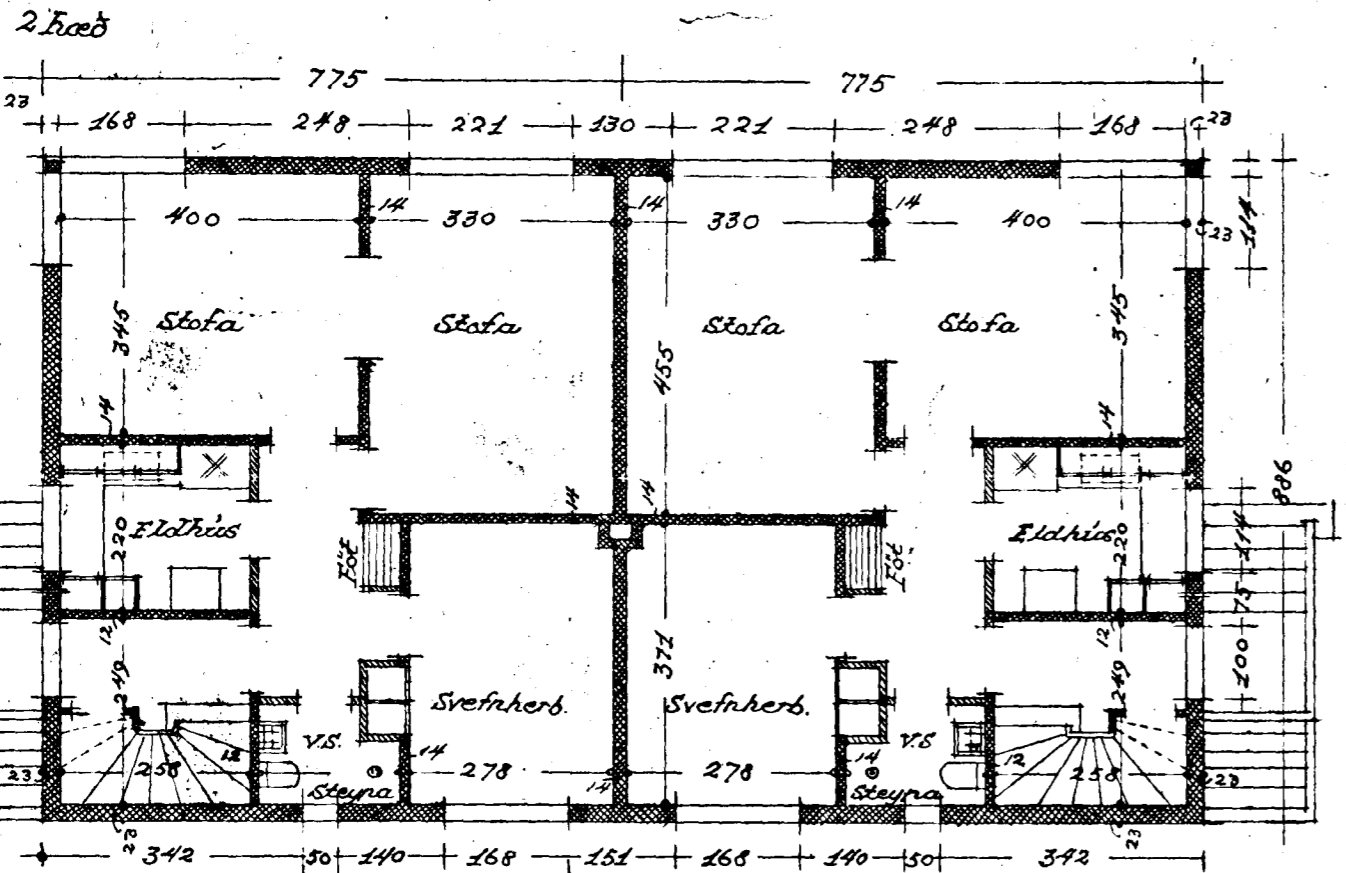 2 hæð
775 775
23 168 248 221 130 221 248 168 23
400 14 330 14 330 14 400 23 114
Stofa Stofa Stofa Stofa
345 455 345
14 14 14 14
886
Eldhús Eldhús
220 220 114
Föt Föt
75
12 12
249 371 249 100
Svefnherb. Svefnherb.
V.S. V.S
23 258 12 14 278 14 278 14 12 258 23
Steypa Steypa
23 23
342 50 140 168 151 168 140 50 342